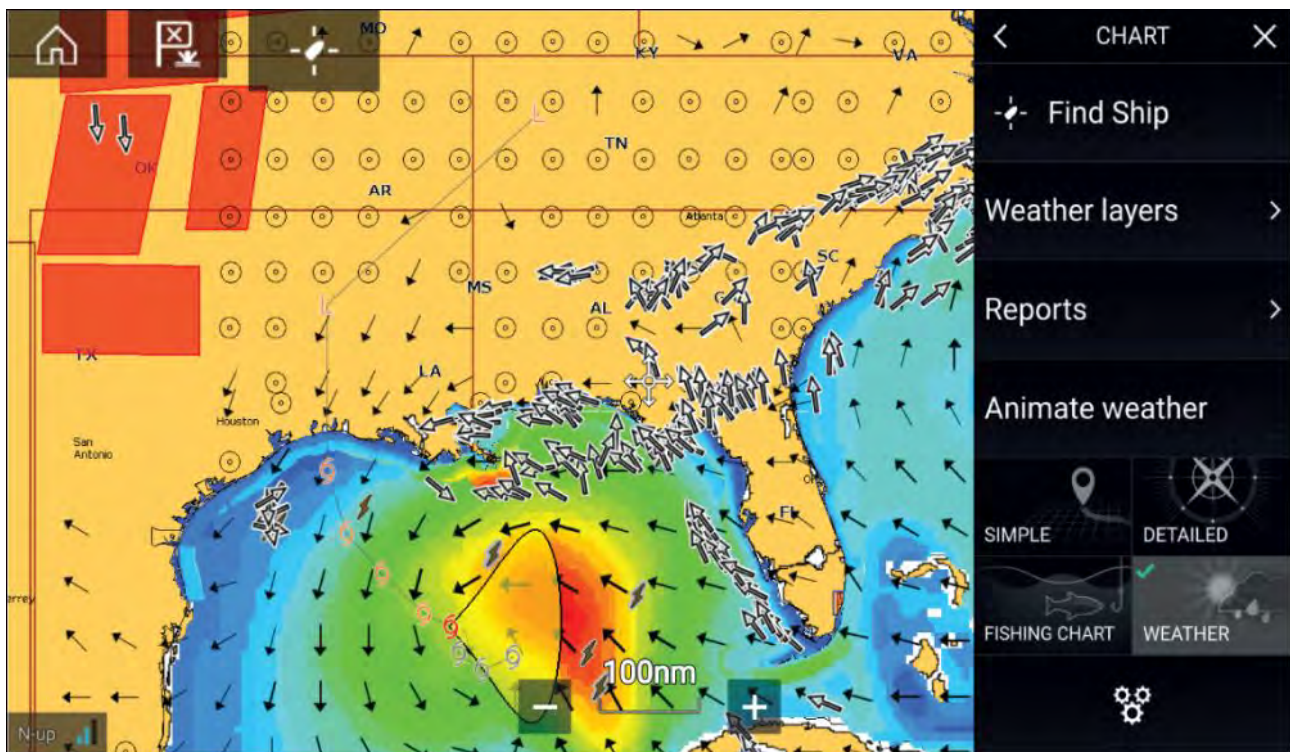 MO
KY
VA
OK
TN
AR
Atlanta
SC
MS
AL
TX
LA
Houston
San
Antonio
FL
100nm
N-up
CHART
Find Ship
Weather layers
Reports
Animate weather
SIMPLE
DETAILED
FISHING CHART
WEATHER